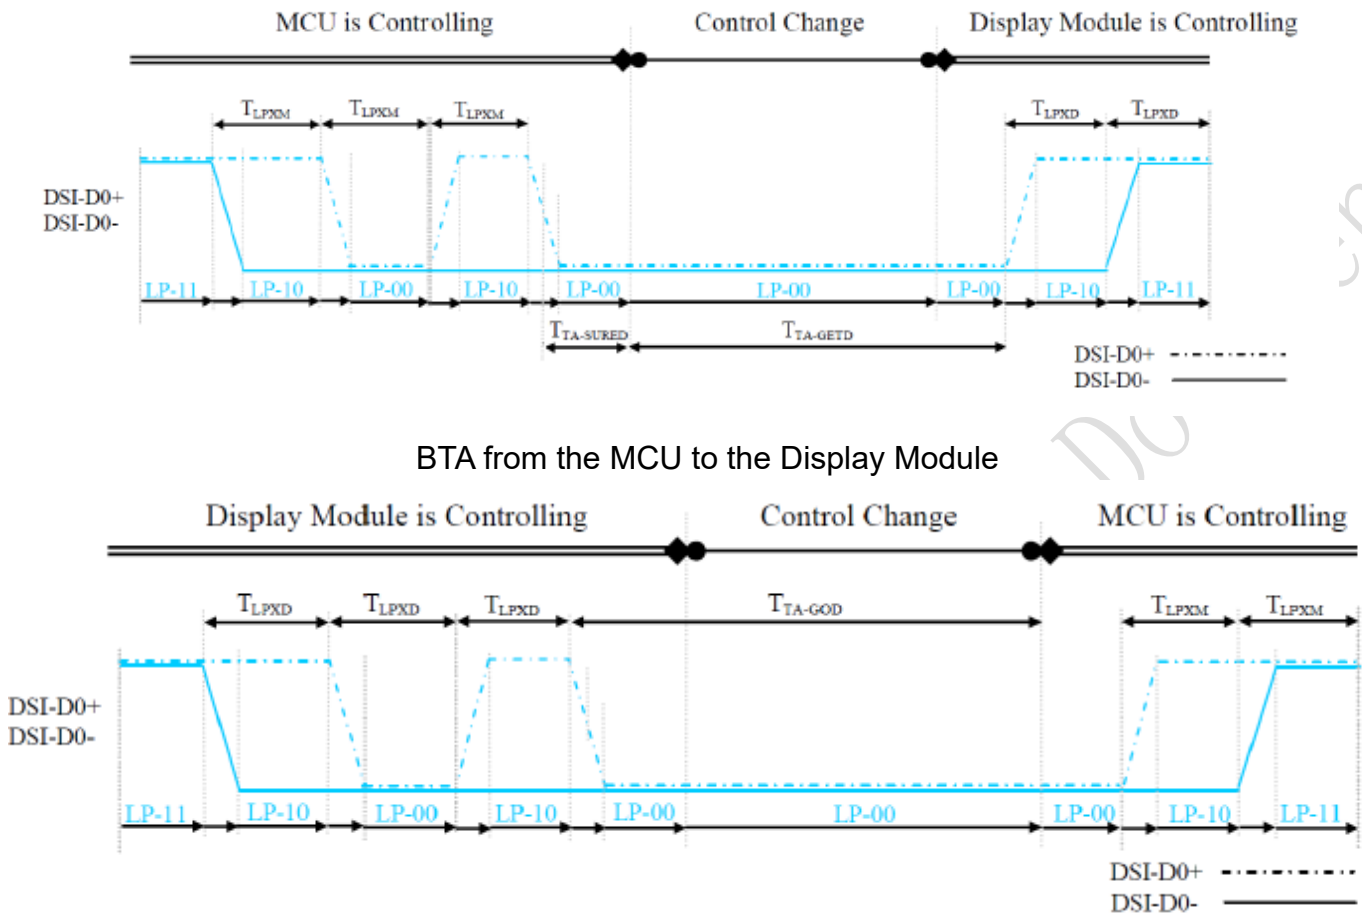 MCU is Controlling Control Change Display Module is Controlling
TLPXM TLPXM TLPXM TLPXD TLPXD
DSI-D0+
DSI-D0-
LP-11 LP-10 LP-00 LP-10 LP-00 LP-00 LP-00 LP-10 LP-11
TTA-SURED TTA-GETD
DSI-D0+
DSI-D0-
BTA from the MCU to the Display Module
Display Module is Controlling Control Change MCU is Controlling
TLPXD TLPXD TLPXD TTA-GOD TLPXM TLPXM
DSI-D0+
DSI-D0-
LP-11 LP-10 LP-00 LP-10 LP-00 LP-00 LP-00 LP-10 LP-11
DSI-D0+
DSI-D0-